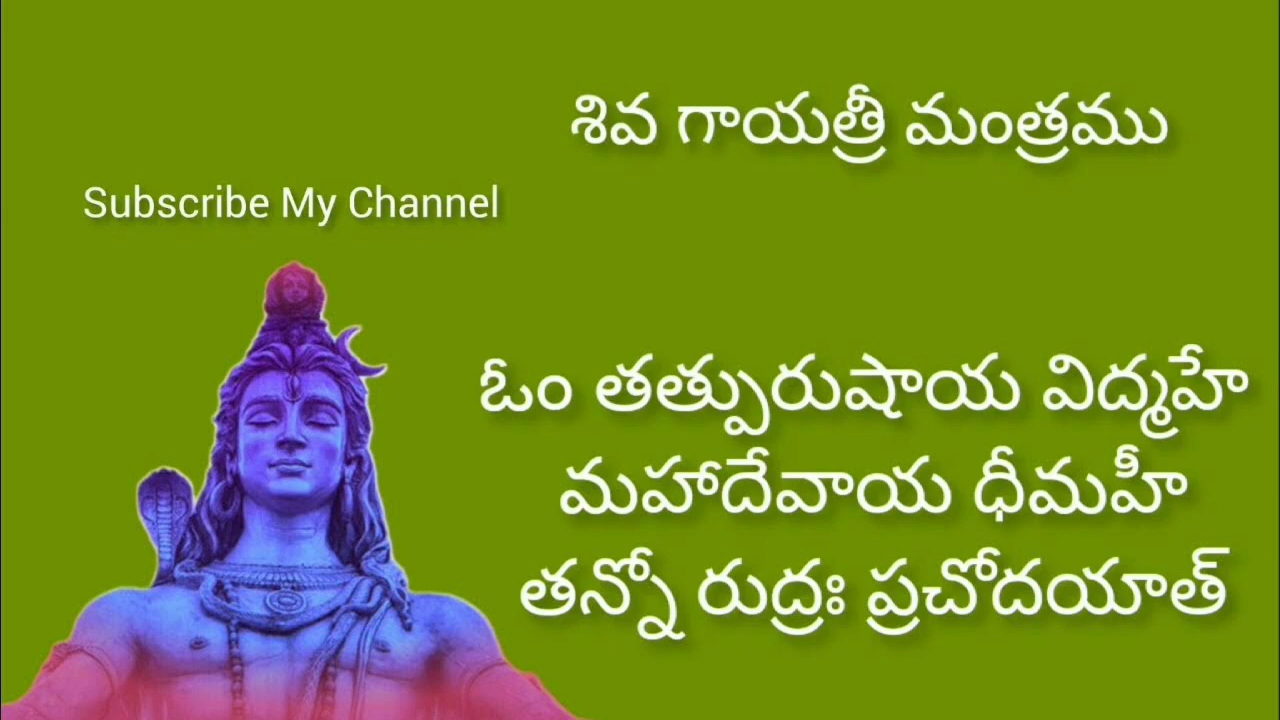 శివ గాయత్రీ మంత్రము
Subscribe My Channel
ఓం తత్పురుషాయ విద్మహే
మహాదేవాయ ధీమహీ
తన్నో రుద్రః ప్రచోదయాత్